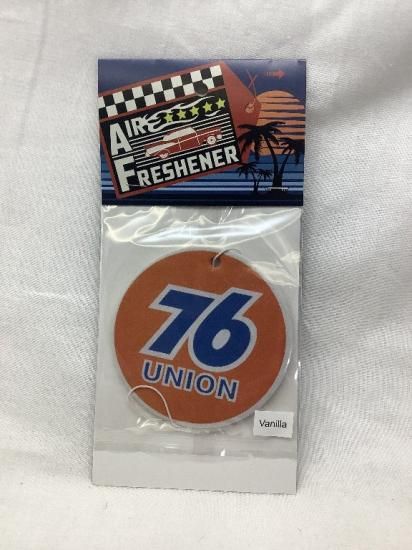 AIR
FRESHENER
76
UNION
Vanilla